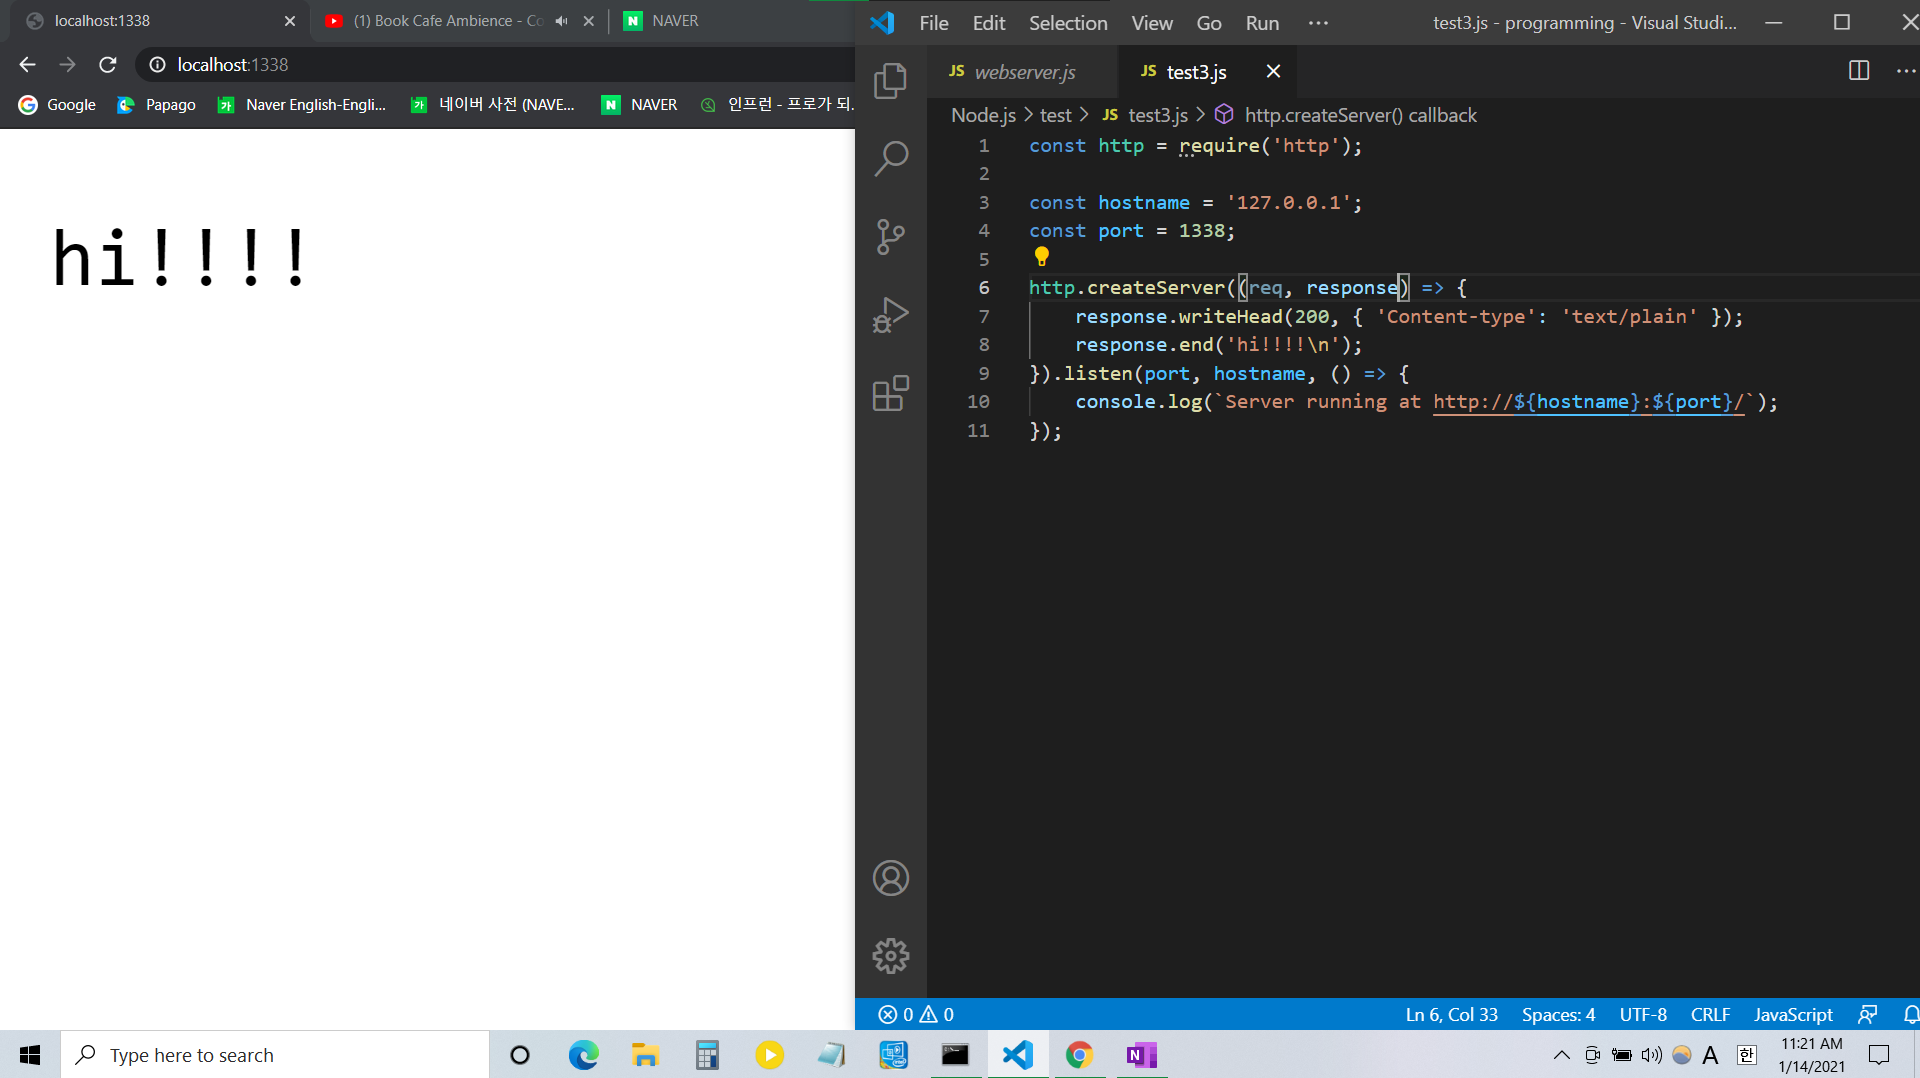 localhost:1338
(1) Book Cafe Ambience - Co
NAVER
localhost:1338
Google
Papago
Naver English-Engli...
네이버 사전 (NAVE...
NAVER
인프런 - 프로가 되.
hi!!!!
File Edit Selection View Go Run ···
test3.js - programming - Visual Studi...
JS webserver.js
JS test3.js
Node.js > test > JS test3.js > http.createServer() callback
1 const http = require('http');
2
3 const hostname = '127.0.0.1';
4 const port = 1338;
5
6 http.createServer((req, response) => {
7 response.writeHead(200, { 'Content-type': 'text/plain' });
8 response.end('hi!!!!\n');
9 }).listen(port, hostname, () => {
10 console.log(`Server running at http://${hostname}:${port}/`);
11 });
0 0
Ln 6, Col 33
Spaces: 4
UTF-8
CRLF
JavaScript
Type here to search
N
A
한
11:21 AM
1/14/2021